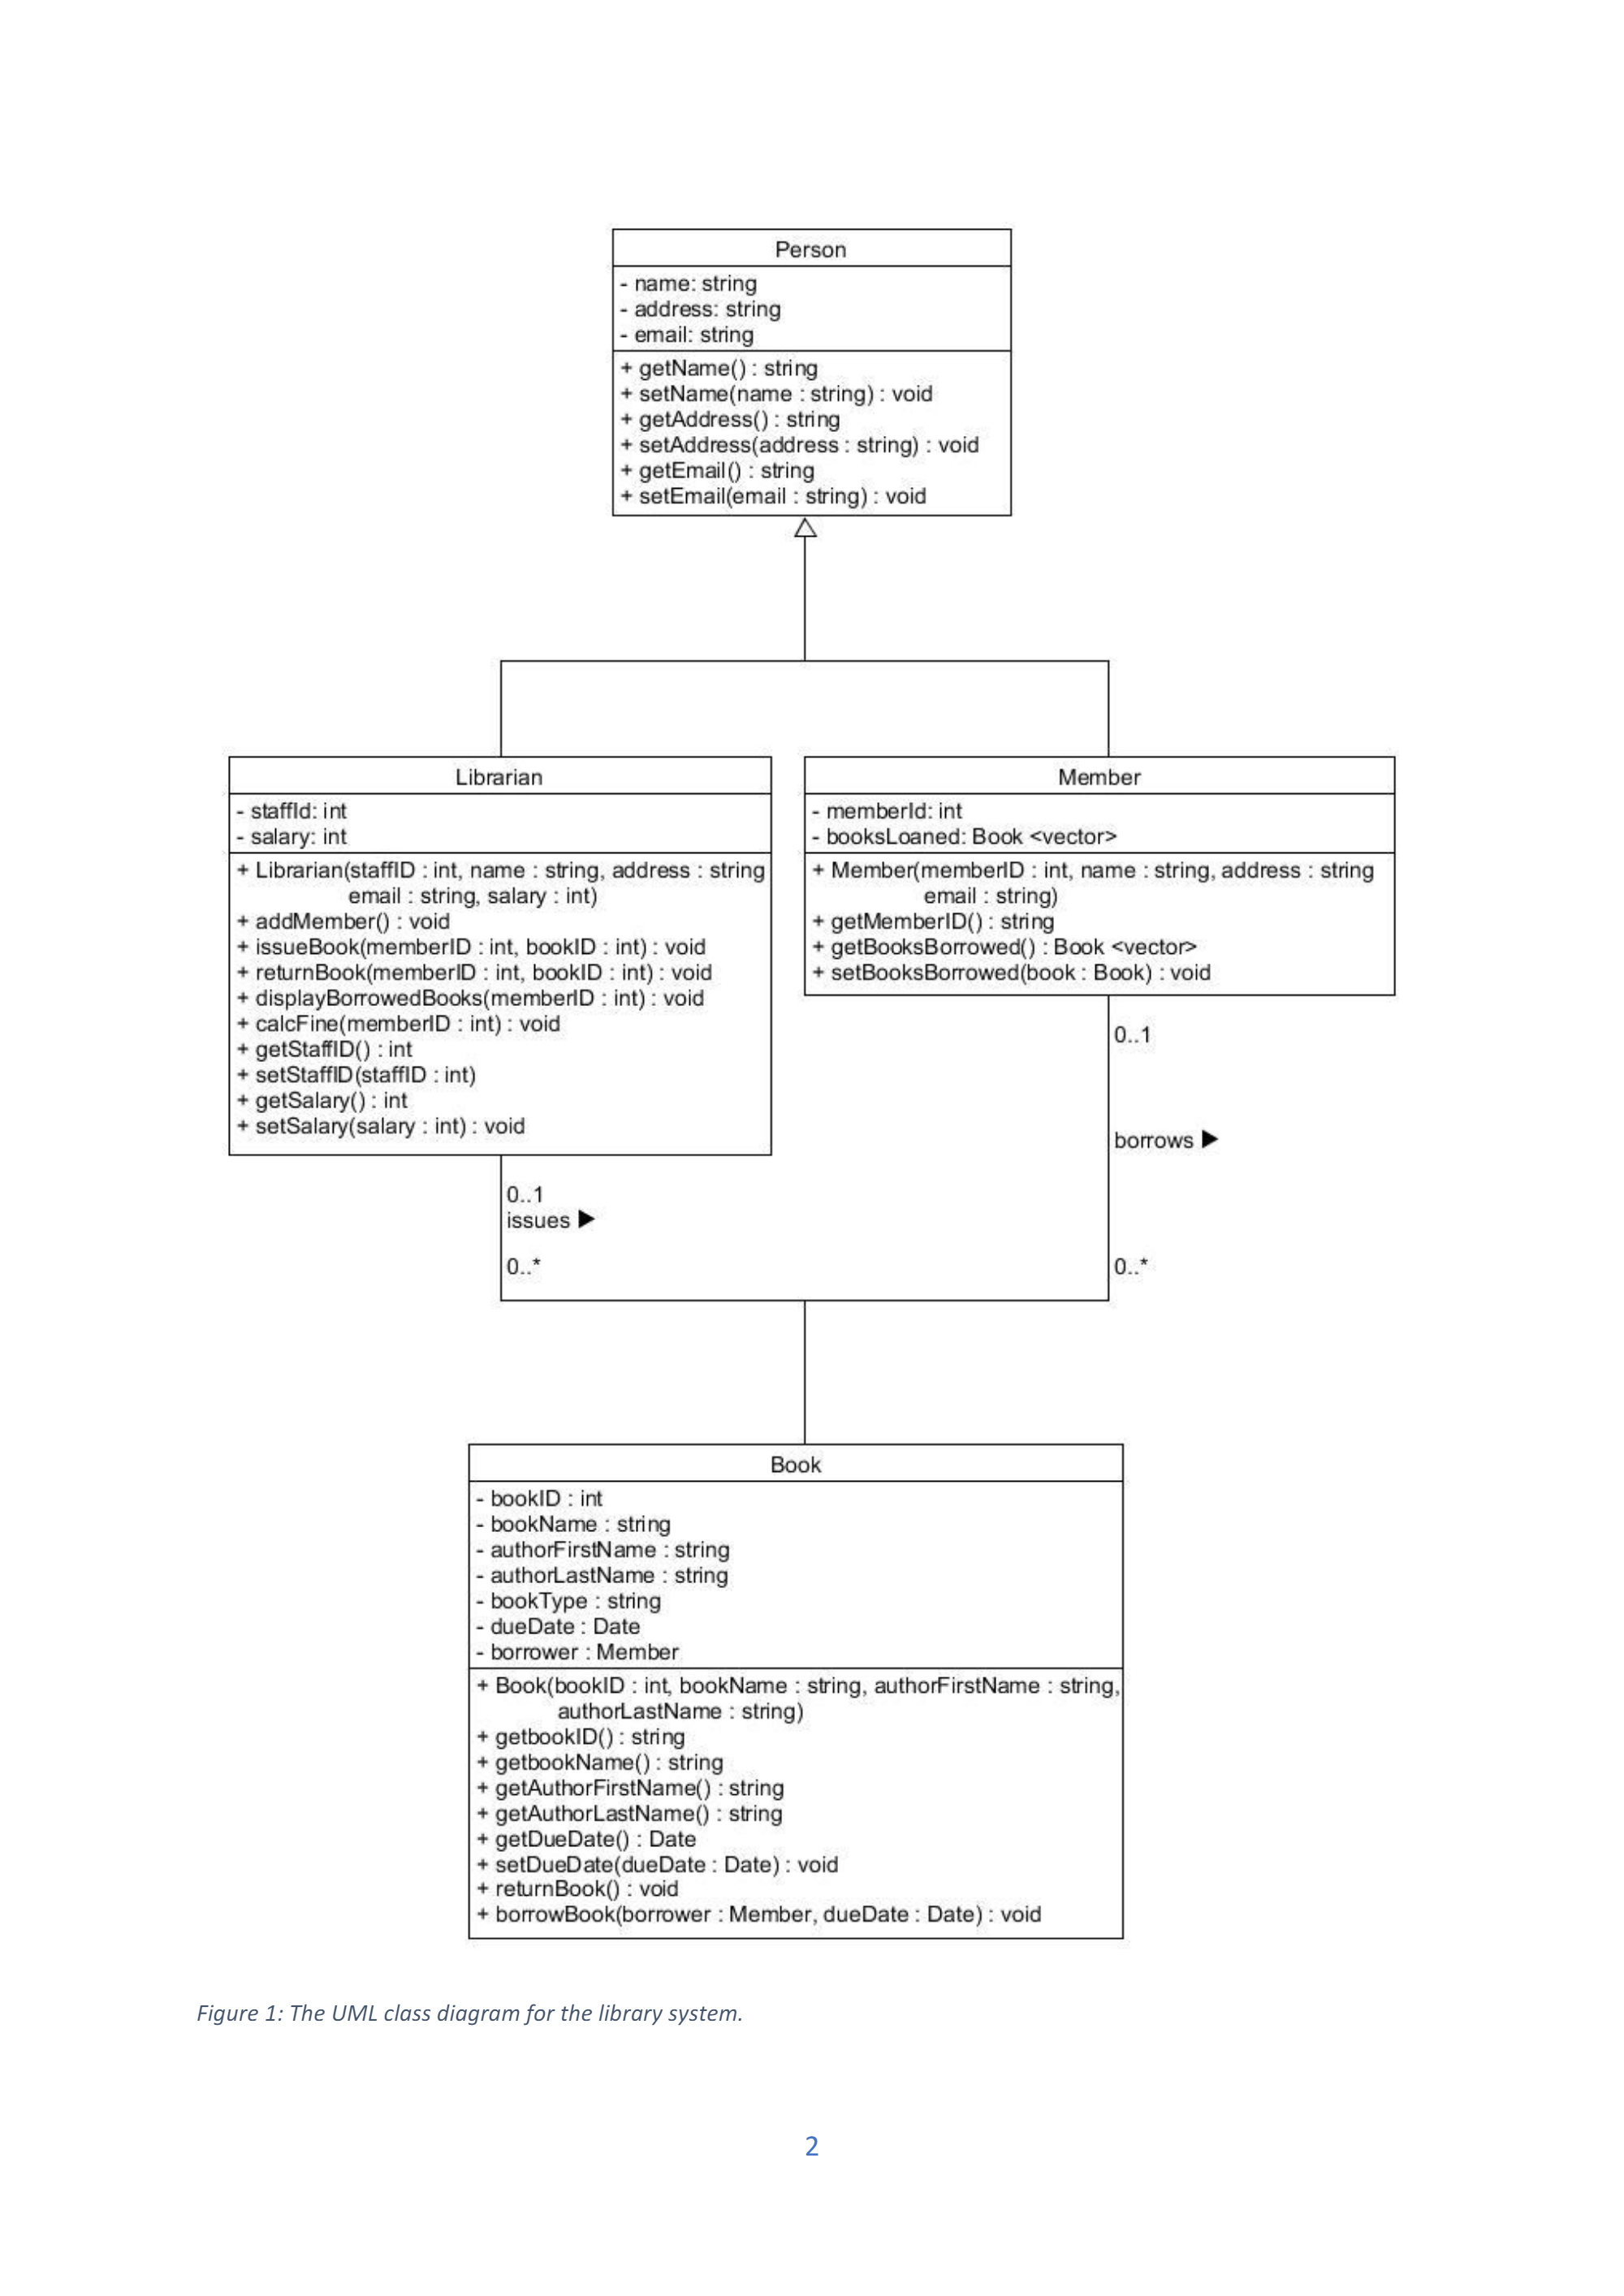 Person
- name: string
- address: string
- email: string
+ getName() : string
+ setName(name : string) : void
+ getAddress() : string
+ setAddress(address : string) : void
+ getEmail() : string
+ setEmail(email : string) : void
Librarian
- staffId: int
- salary: int
+ Librarian(staffID : int, name : string, address : string
email : string, salary : int)
+ addMember() : void
+ issueBook(memberID : int, bookID : int) : void
+ returnBook(memberID : int, bookID : int) : void
+ displayBorrowedBooks(memberID : int) : void
+ calcFine(memberID : int) : void
+ getStaffID() : int
+ setStaffID(staffID : int)
+ getSalary() : int
+ setSalary(salary : int) : void
Member
- memberId: int
- booksLoaned: Book <vector>
+ Member(memberID : int, name : string, address : string
email : string)
+ getMemberID() : string
+ getBooksBorrowed() : Book <vector>
+ setBooksBorrowed(book : Book) : void
0..1
issues ▶
0..*
0..1
borrows ▶
0..*
Book
- bookID : int
- bookName : string
- authorFirstName : string
- authorLastName : string
- bookType : string
- dueDate : Date
- borrower : Member
+ Book(bookID : int, bookName : string, authorFirstName : string,
authorLastName : string)
+ getbookID() : string
+ getbookName() : string
+ getAuthorFirstName() : string
+ getAuthorLastName() : string
+ getDueDate() : Date
+ setDueDate(dueDate : Date) : void
+ returnBook() : void
+ borrowBook(borrower : Member, dueDate : Date) : void
Figure 1: The UML class diagram for the library system.
2